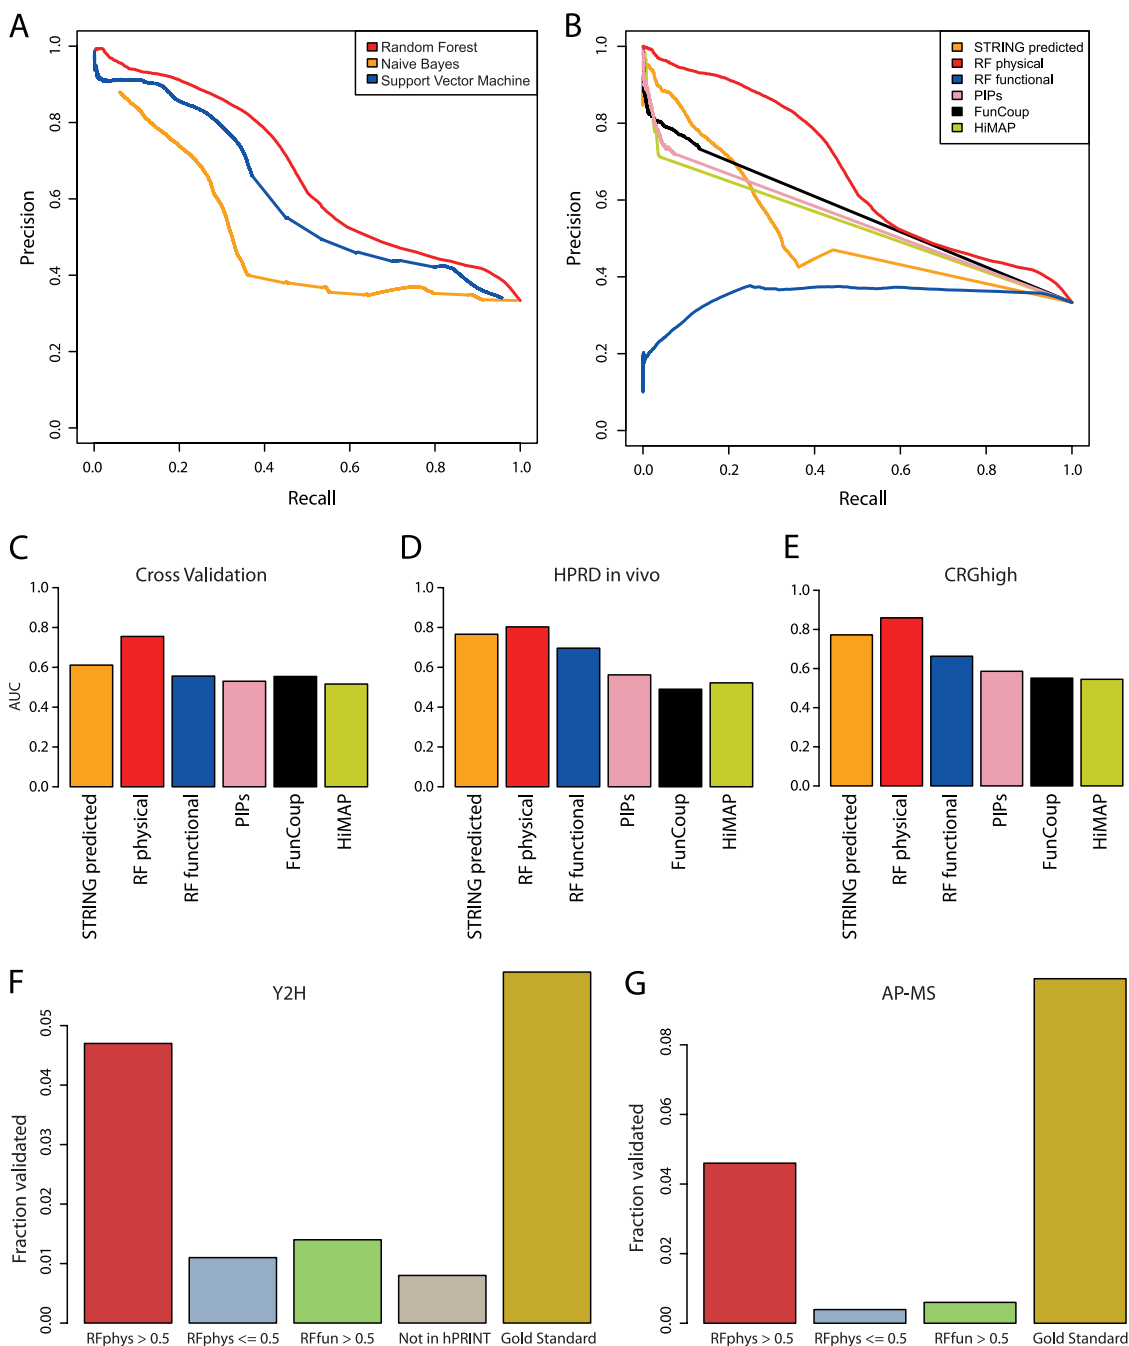 A
Random Forest
Naive Bayes
Support Vector Machine
Precision
0.0
0.2
0.4
0.6
0.8
1.0
0.0 0.2 0.4 0.6 0.8 1.0
Recall
B
STRING predicted
RF physical
RF functional
PIPs
FunCoup
HiMAP
Precision
0.0
0.2
0.4
0.6
0.8
1.0
0.0 0.2 0.4 0.6 0.8 1.0
Recall
C
Cross Validation
AUC
1.0
0.8
0.6
0.4
0.2
0.0
STRING predicted
RF physical
RF functional
PIPs
FunCoup
HiMAP
D
HPRD in vivo
1.0
0.8
0.6
0.4
0.2
0.0
STRING predicted
RF physical
RF functional
PIPs
FunCoup
HiMAP
E
CRGhigh
1.0
0.8
0.6
0.4
0.2
0.0
STRING predicted
RF physical
RF functional
PIPs
FunCoup
HiMAP
F
Y2H
Fraction validated
0.00
0.01
0.02
0.03
0.04
0.05
RFphys > 0.5
RFphys <= 0.5
RFfun > 0.5
Not in hPRINT
Gold Standard
G
AP-MS
Fraction validated
0.00
0.02
0.04
0.06
0.08
RFphys > 0.5
RFphys <= 0.5
RFfun > 0.5
Gold Standard